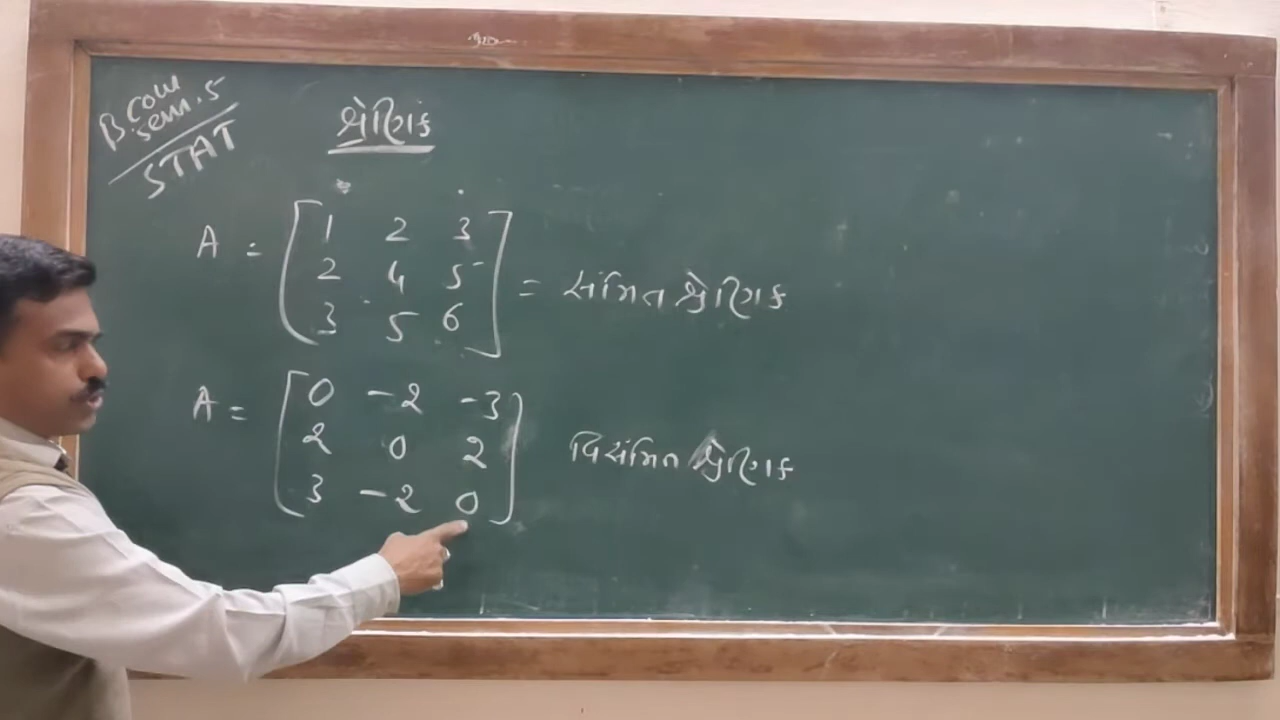 B.com
sem.5
STAT
શ્રેણિક
A = [ 1 2 3
2 4 5
3 5 6 ] = સંમિત શ્રેણિક
A = [ 0 -2 -3
2 0 2
3 -2 0 ] વિસંમિત શ્રેણિક